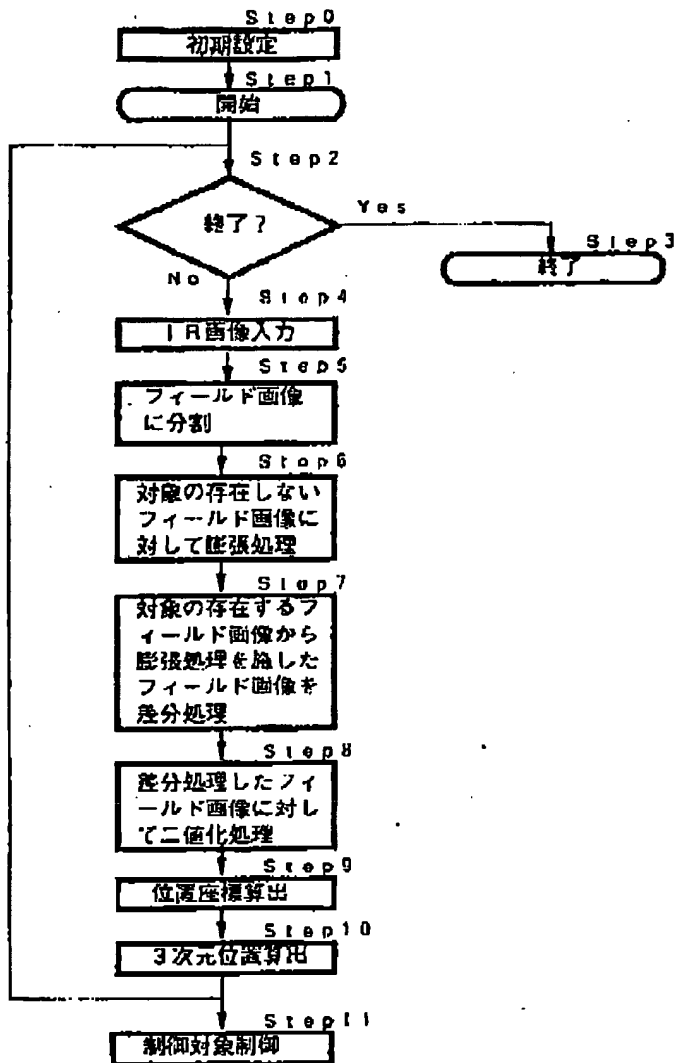 Step0
初期設定
Step1
開始
Step2
終了?
Yes
Step3
終了
No
Step4
IR画像入力
Step5
フィールド画像
に分割
Step6
対象の存在しない
フィールド画像に
対して膨張処理
Step7
対象の存在するフ
ィールド画像から
膨張処理を施した
フィールド画像を
差分処理
Step8
差分処理したフィ
ールド画像に対し
て二値化処理
Step9
位置座標算出
Step10
3次元位置算出
Step11
制御対象制御